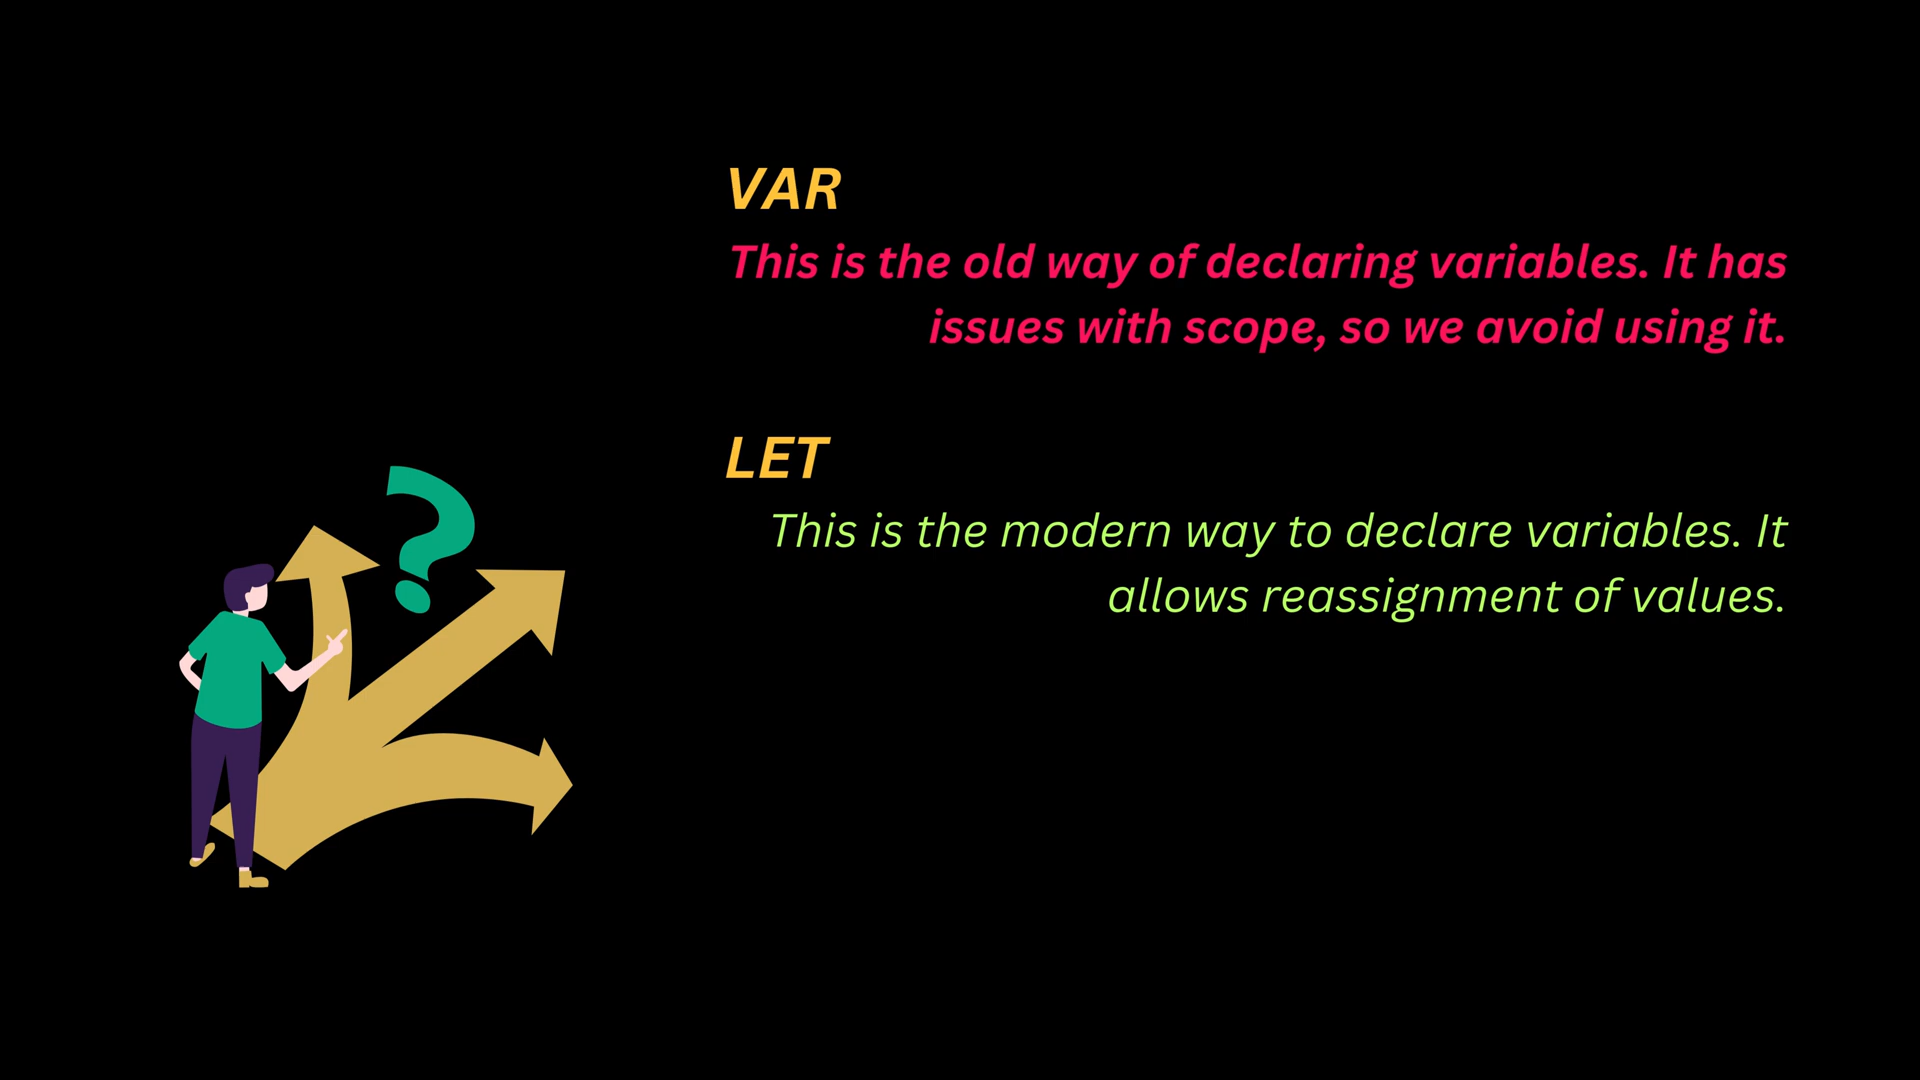 VAR
This is the old way of declaring variables. It has
issues with scope, so we avoid using it.
LET
This is the modern way to declare variables. It
allows reassignment of values.
?